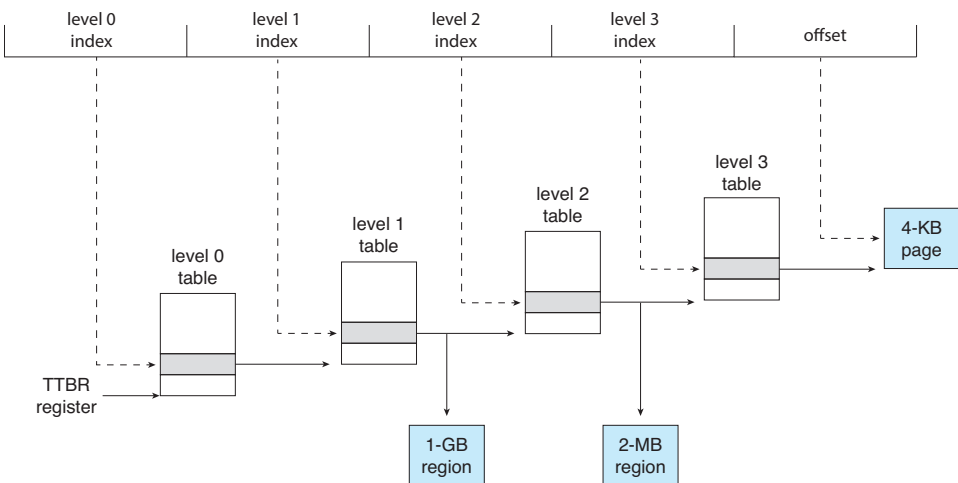 level 0
index
level 1
index
level 2
index
level 3
index
offset
level 3
table
level 2
table
4-KB
page
level 1
table
level 0
table
TTBR
register
1-GB
region
2-MB
region